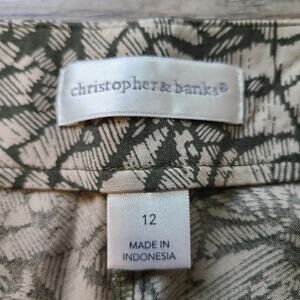 christopher & banks®
12
MADE IN
INDONESIA